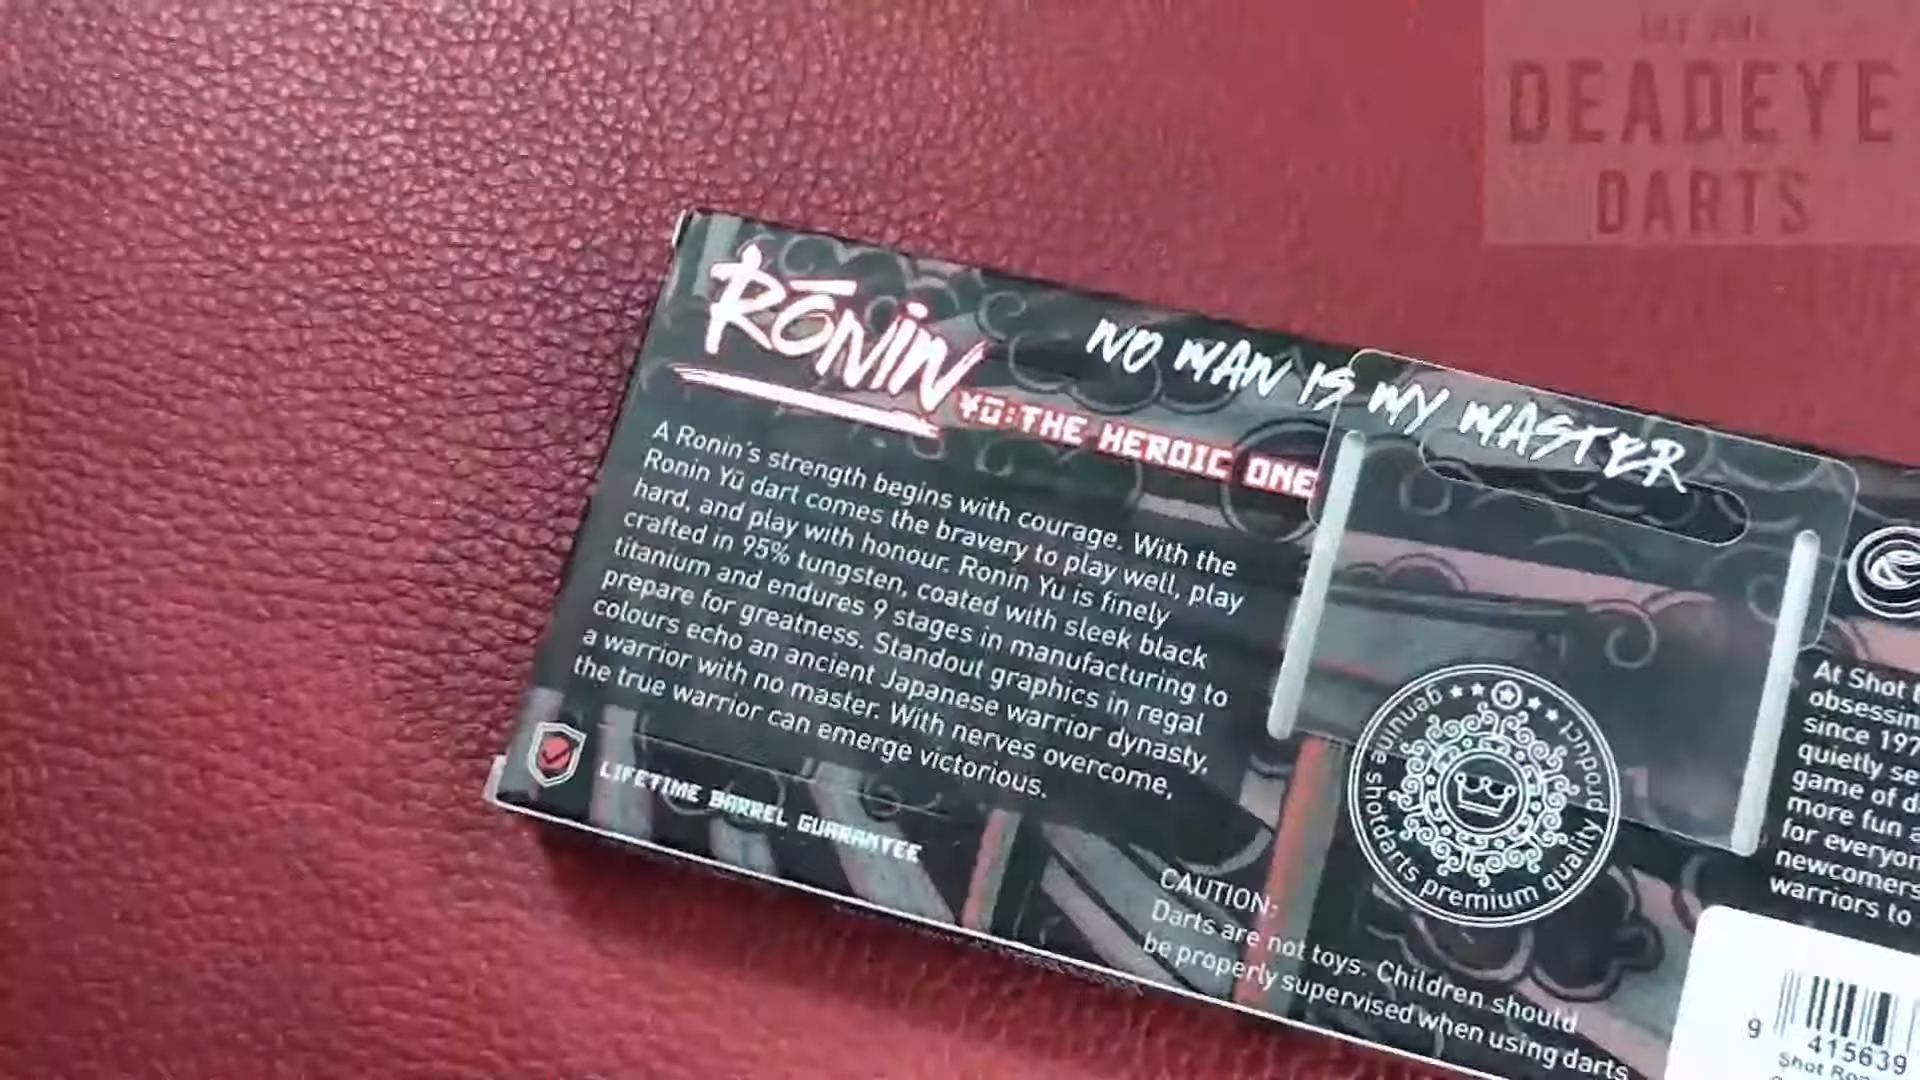 DEADEYE
DARTS
RŌNIN
NO MAN IS MY MASTER
YŪ: THE HEROIC ONE
A Ronin's strength begins with courage. With the
Ronin Yū dart comes the bravery to play well, play
hard, and play with honour. Ronin Yu is finely
crafted in 95% tungsten, coated with sleek black
titanium and endures 9 stages in manufacturing to
prepare for greatness. Standout graphics in regal
colours echo an ancient Japanese warrior dynasty,
a warrior with no master. With nerves overcome,
the true warrior can emerge victorious.
LIFETIME BARREL GUARANTEE
CAUTION:
Darts are not toys. Children should
be properly supervised when using darts
genuine shotdarts premium quality product
At Shot
obsessin
since 197
quietly se
game of d
more fun a
for everyon
newcomers
warriors to
9 415639
Shot Ron